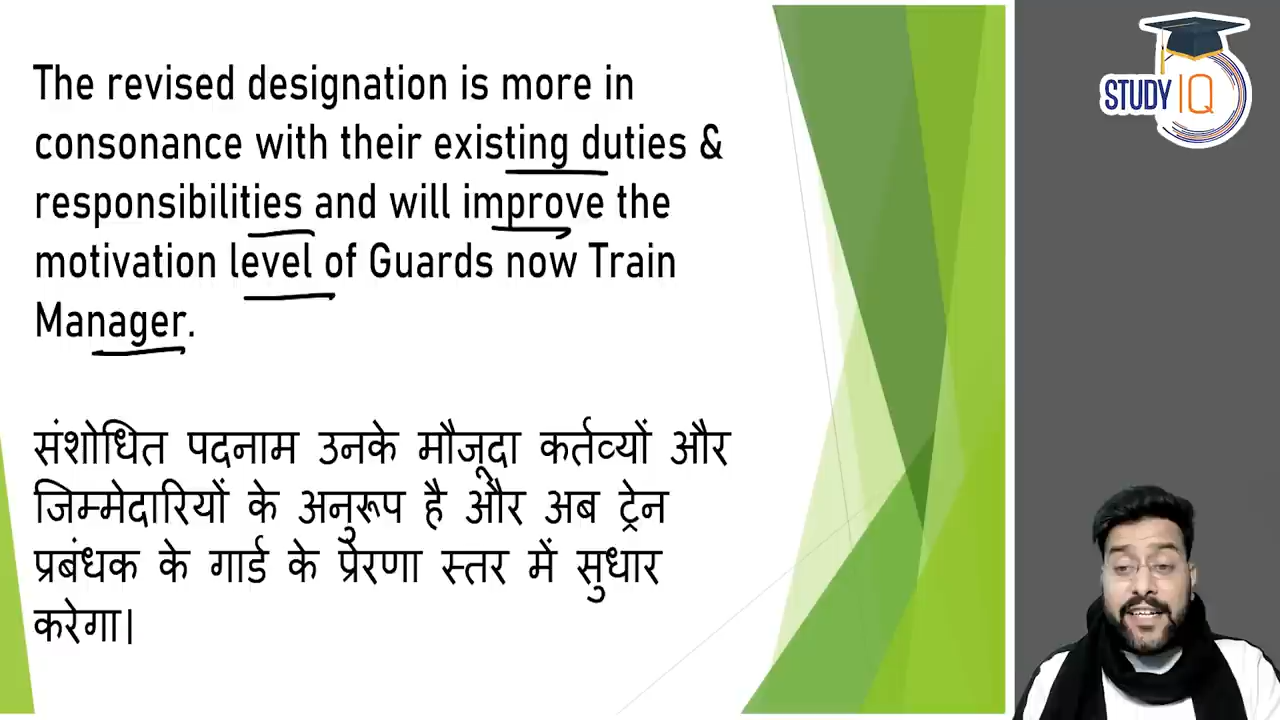 The revised designation is more in
consonance with their existing duties &
responsibilities and will improve the
motivation level of Guards now Train
Manager.
संशोधित पदनाम उनके मौजूदा कर्तव्यों और
जिम्मेदारियों के अनुरूप है और अब ट्रेन
प्रबंधक के गार्ड के प्रेरणा स्तर में सुधार
करेगा।
STUDY IQ